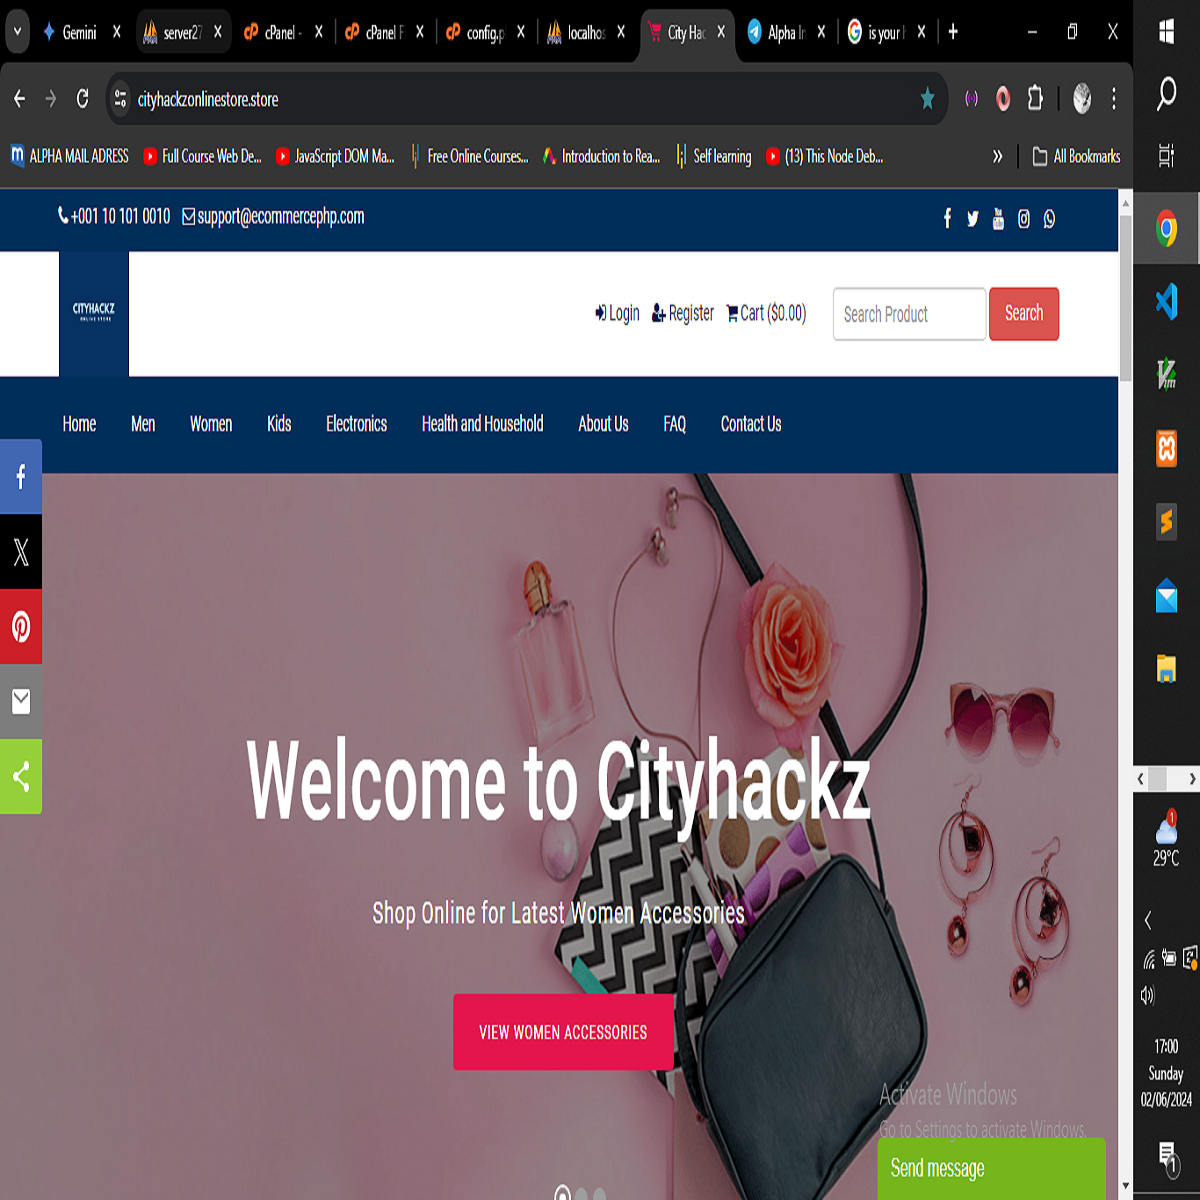 Gemini
server27
cPanel -
cPanel F
config.p
localhos
City Hac
Alpha In
is your h
cityhackzonlinestore.store
ALPHA MAIL ADRESS
Full Course Web De...
JavaScript DOM Ma...
Free Online Courses...
Introduction to Rea...
Self learning
(13) This Node Deb...
All Bookmarks
+001 10 101 0010 support@ecommercephp.com
CITYHACKZ
ONLINE STORE
Login Register Cart ($0.00) Search Product Search
Home Men Women Kids Electronics Health and Household About Us FAQ Contact Us
Welcome to Cityhackz
Shop Online for Latest Women Accessories
VIEW WOMEN ACCESSORIES
Activate Windows
Go to Settings to activate Windows.
Send message
1
29°C
17:00
Sunday
02/06/2024
1